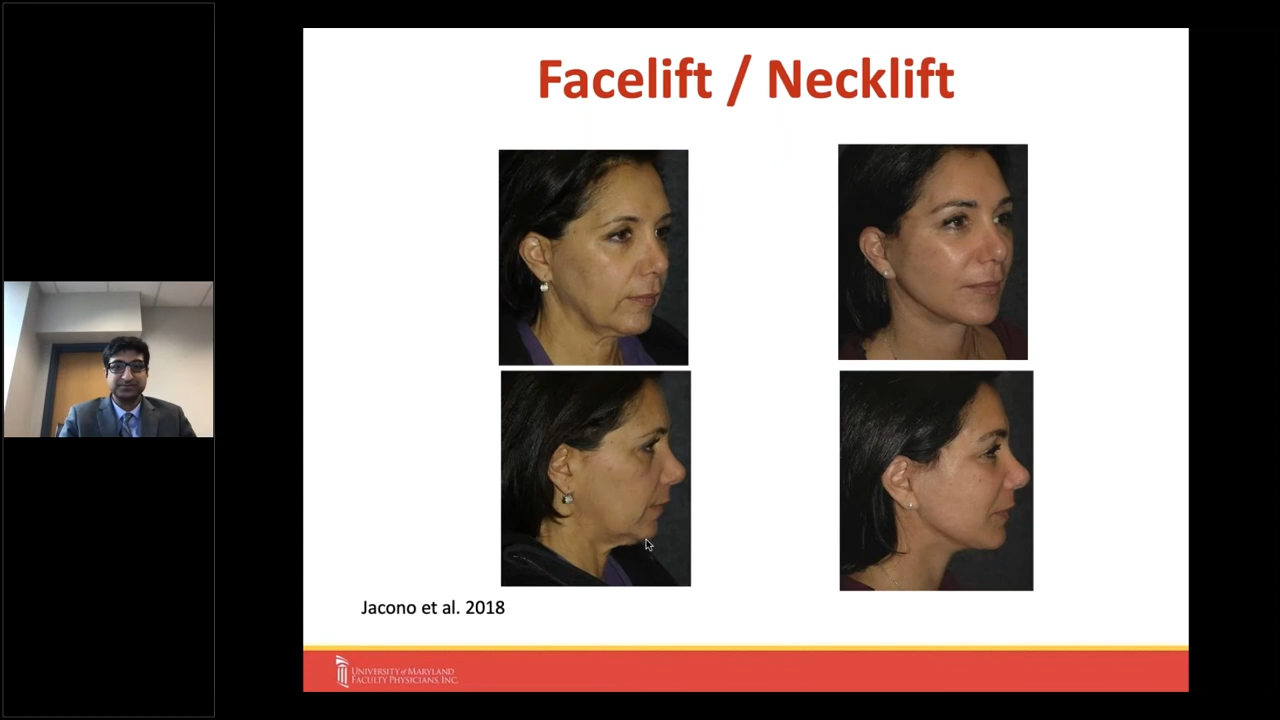 Facelift / Necklift
Jacono et al. 2018
UNIVERSITY of MARYLAND
FACULTY PHYSICIANS, INC.